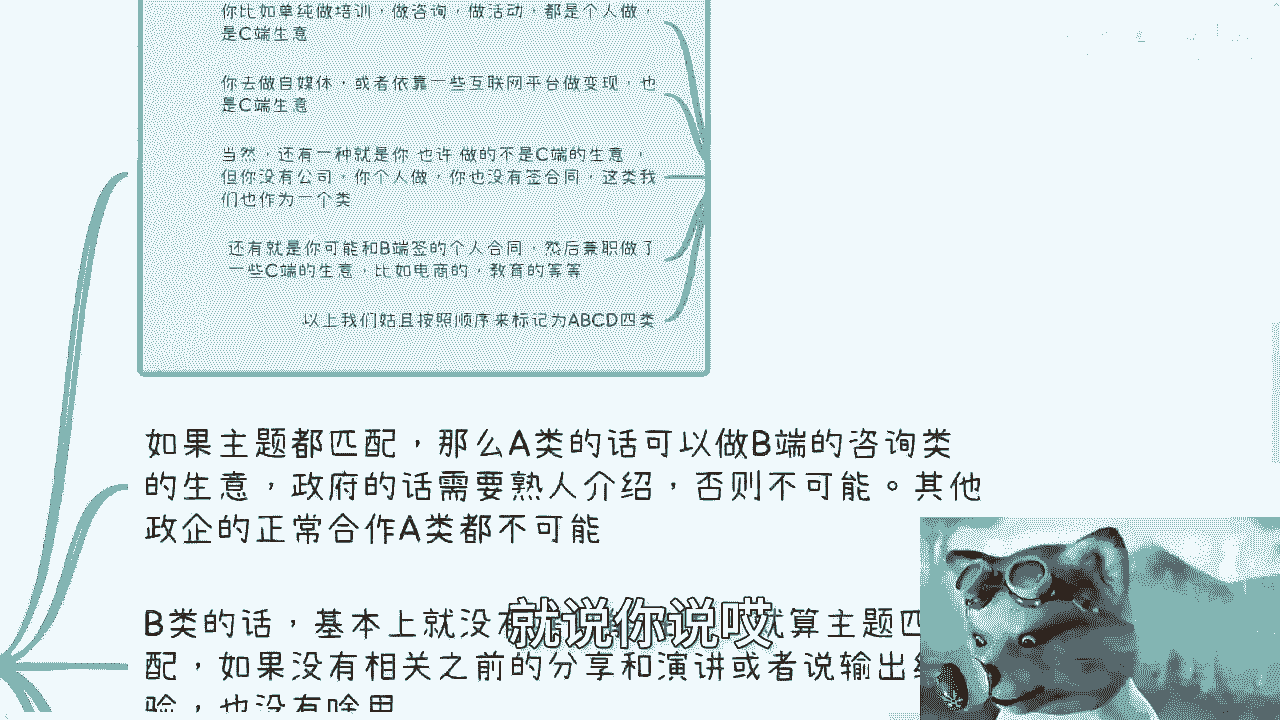 你比如单纯做培训，做咨询，做活动，都是个人做，
是C端生意
你去做自媒体，或者依靠一些互联网平台做变现，也
是C端生意
当然，还有一种就是你 也许 做的不是C端的生意，
但你没有公司，你个人做，你也没有签合同，这类我
们也作为一个类
还有就是你可能和B端签的个人合同，然后兼职做了
一些C端的生意，比如电商的，教育的等等
以上我们姑且按照顺序来标记为ABCD四类
如果主题都匹配，那么A类的话可以做B端的咨询类
的生意，政府的话需要熟人介绍，否则不可能。其他
政企的正常合作A类都不可能
B类的话，基本上就没 就算主题匹
就说你说哎
配，如果没有相关之前的分享和演讲或者说输出
验，也没有啥用